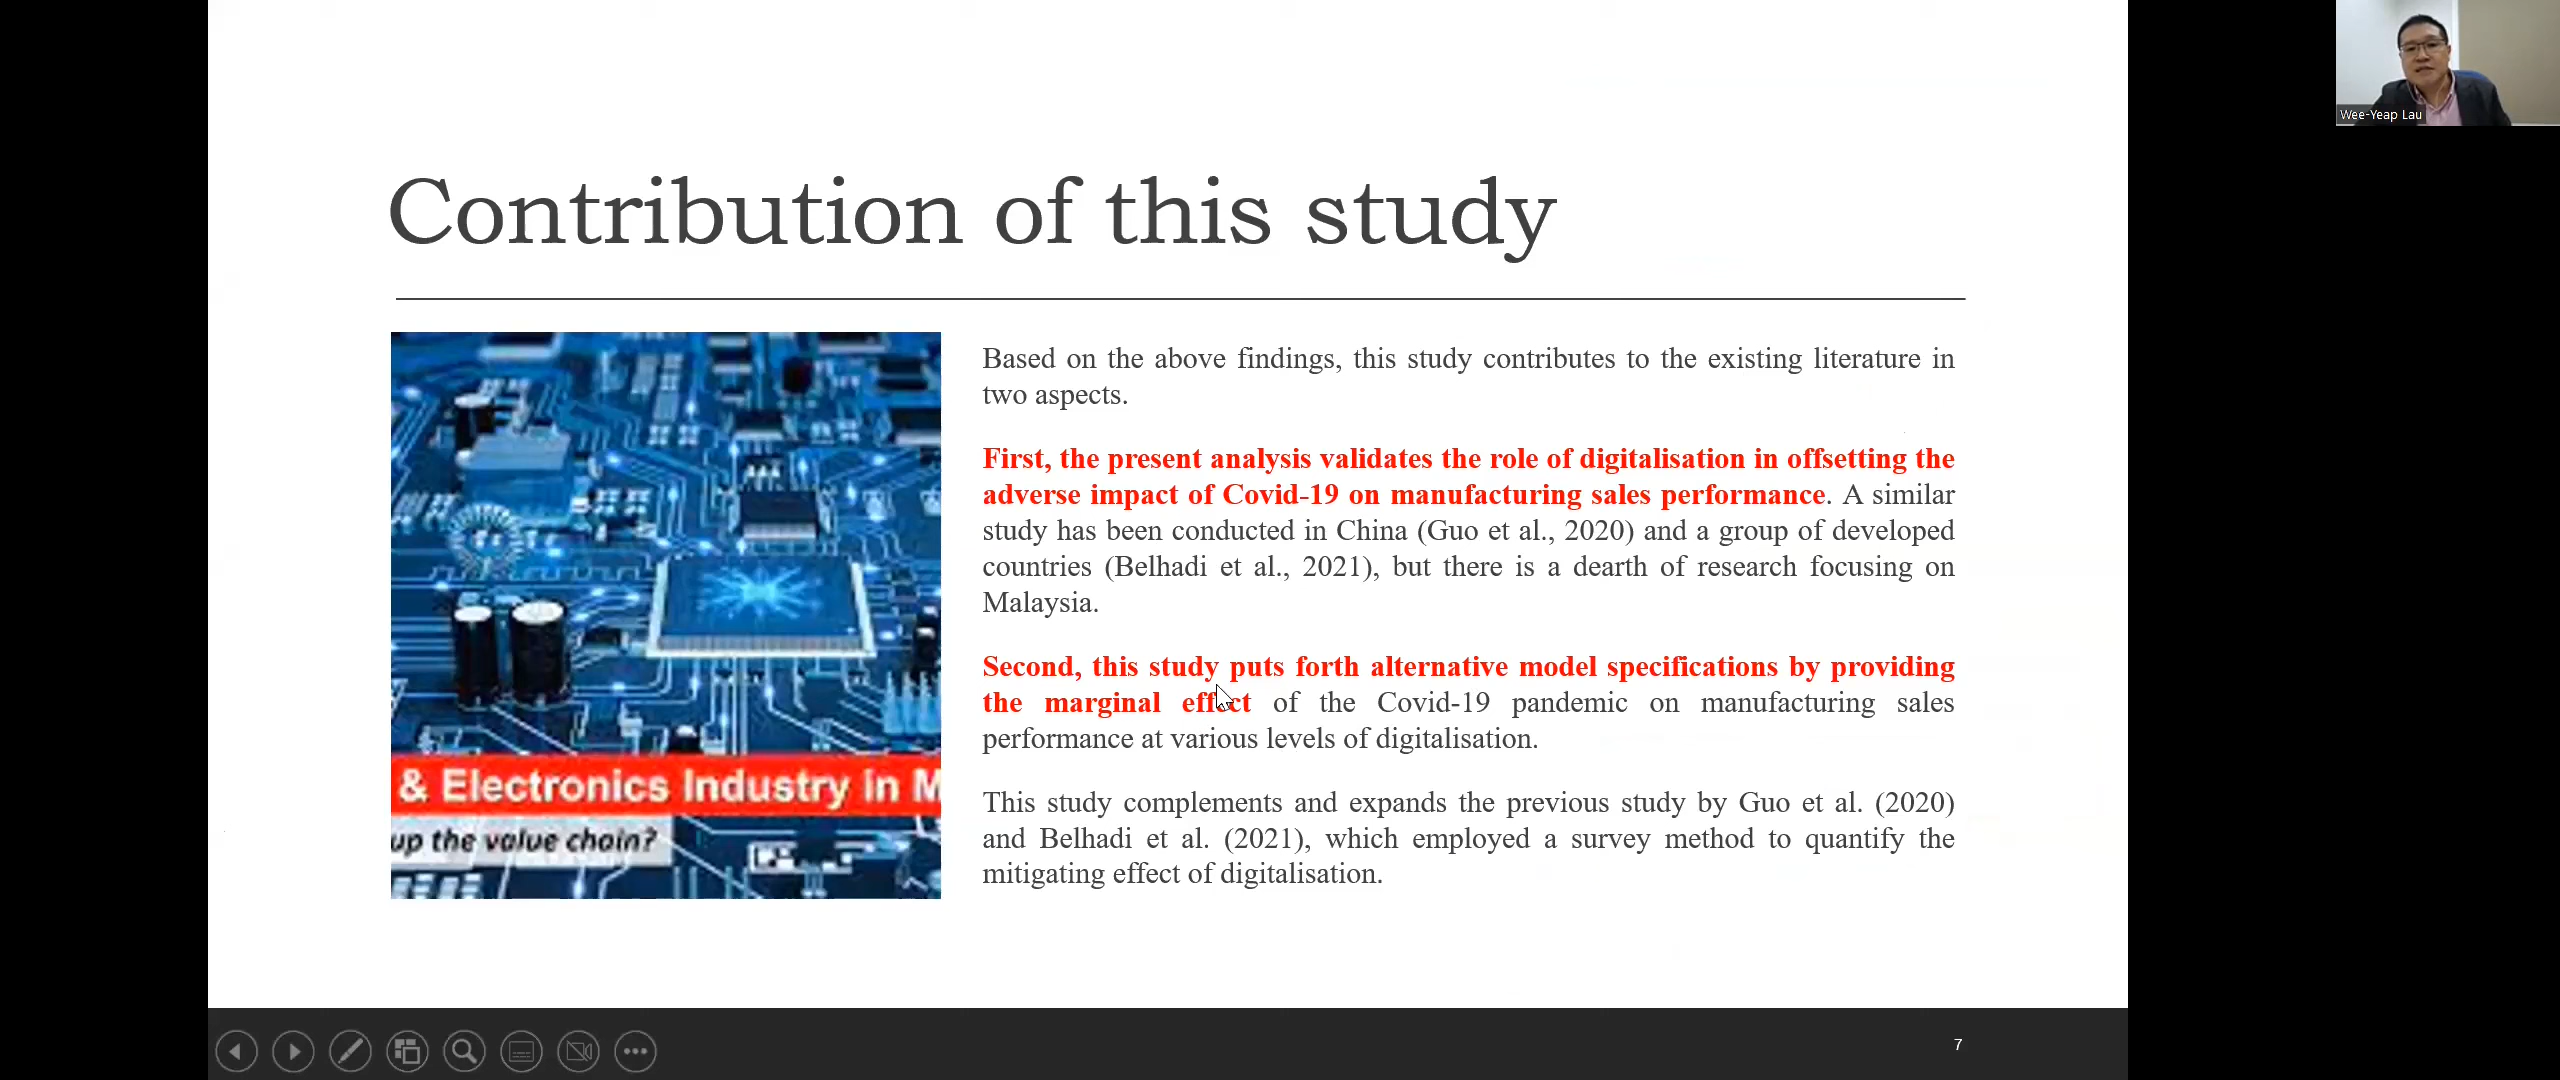 Wee-Yeap Lau
Contribution of this study
& Electronics Industry in M
up the value chain?
Based on the above findings, this study contributes to the existing literature in
two aspects.
First, the present analysis validates the role of digitalisation in offsetting the
adverse impact of Covid-19 on manufacturing sales performance. A similar
study has been conducted in China (Guo et al., 2020) and a group of developed
countries (Belhadi et al., 2021), but there is a dearth of research focusing on
Malaysia.
Second, this study puts forth alternative model specifications by providing
the marginal effect of the Covid-19 pandemic on manufacturing sales
performance at various levels of digitalisation.
This study complements and expands the previous study by Guo et al. (2020)
and Belhadi et al. (2021), which employed a survey method to quantify the
mitigating effect of digitalisation.
7